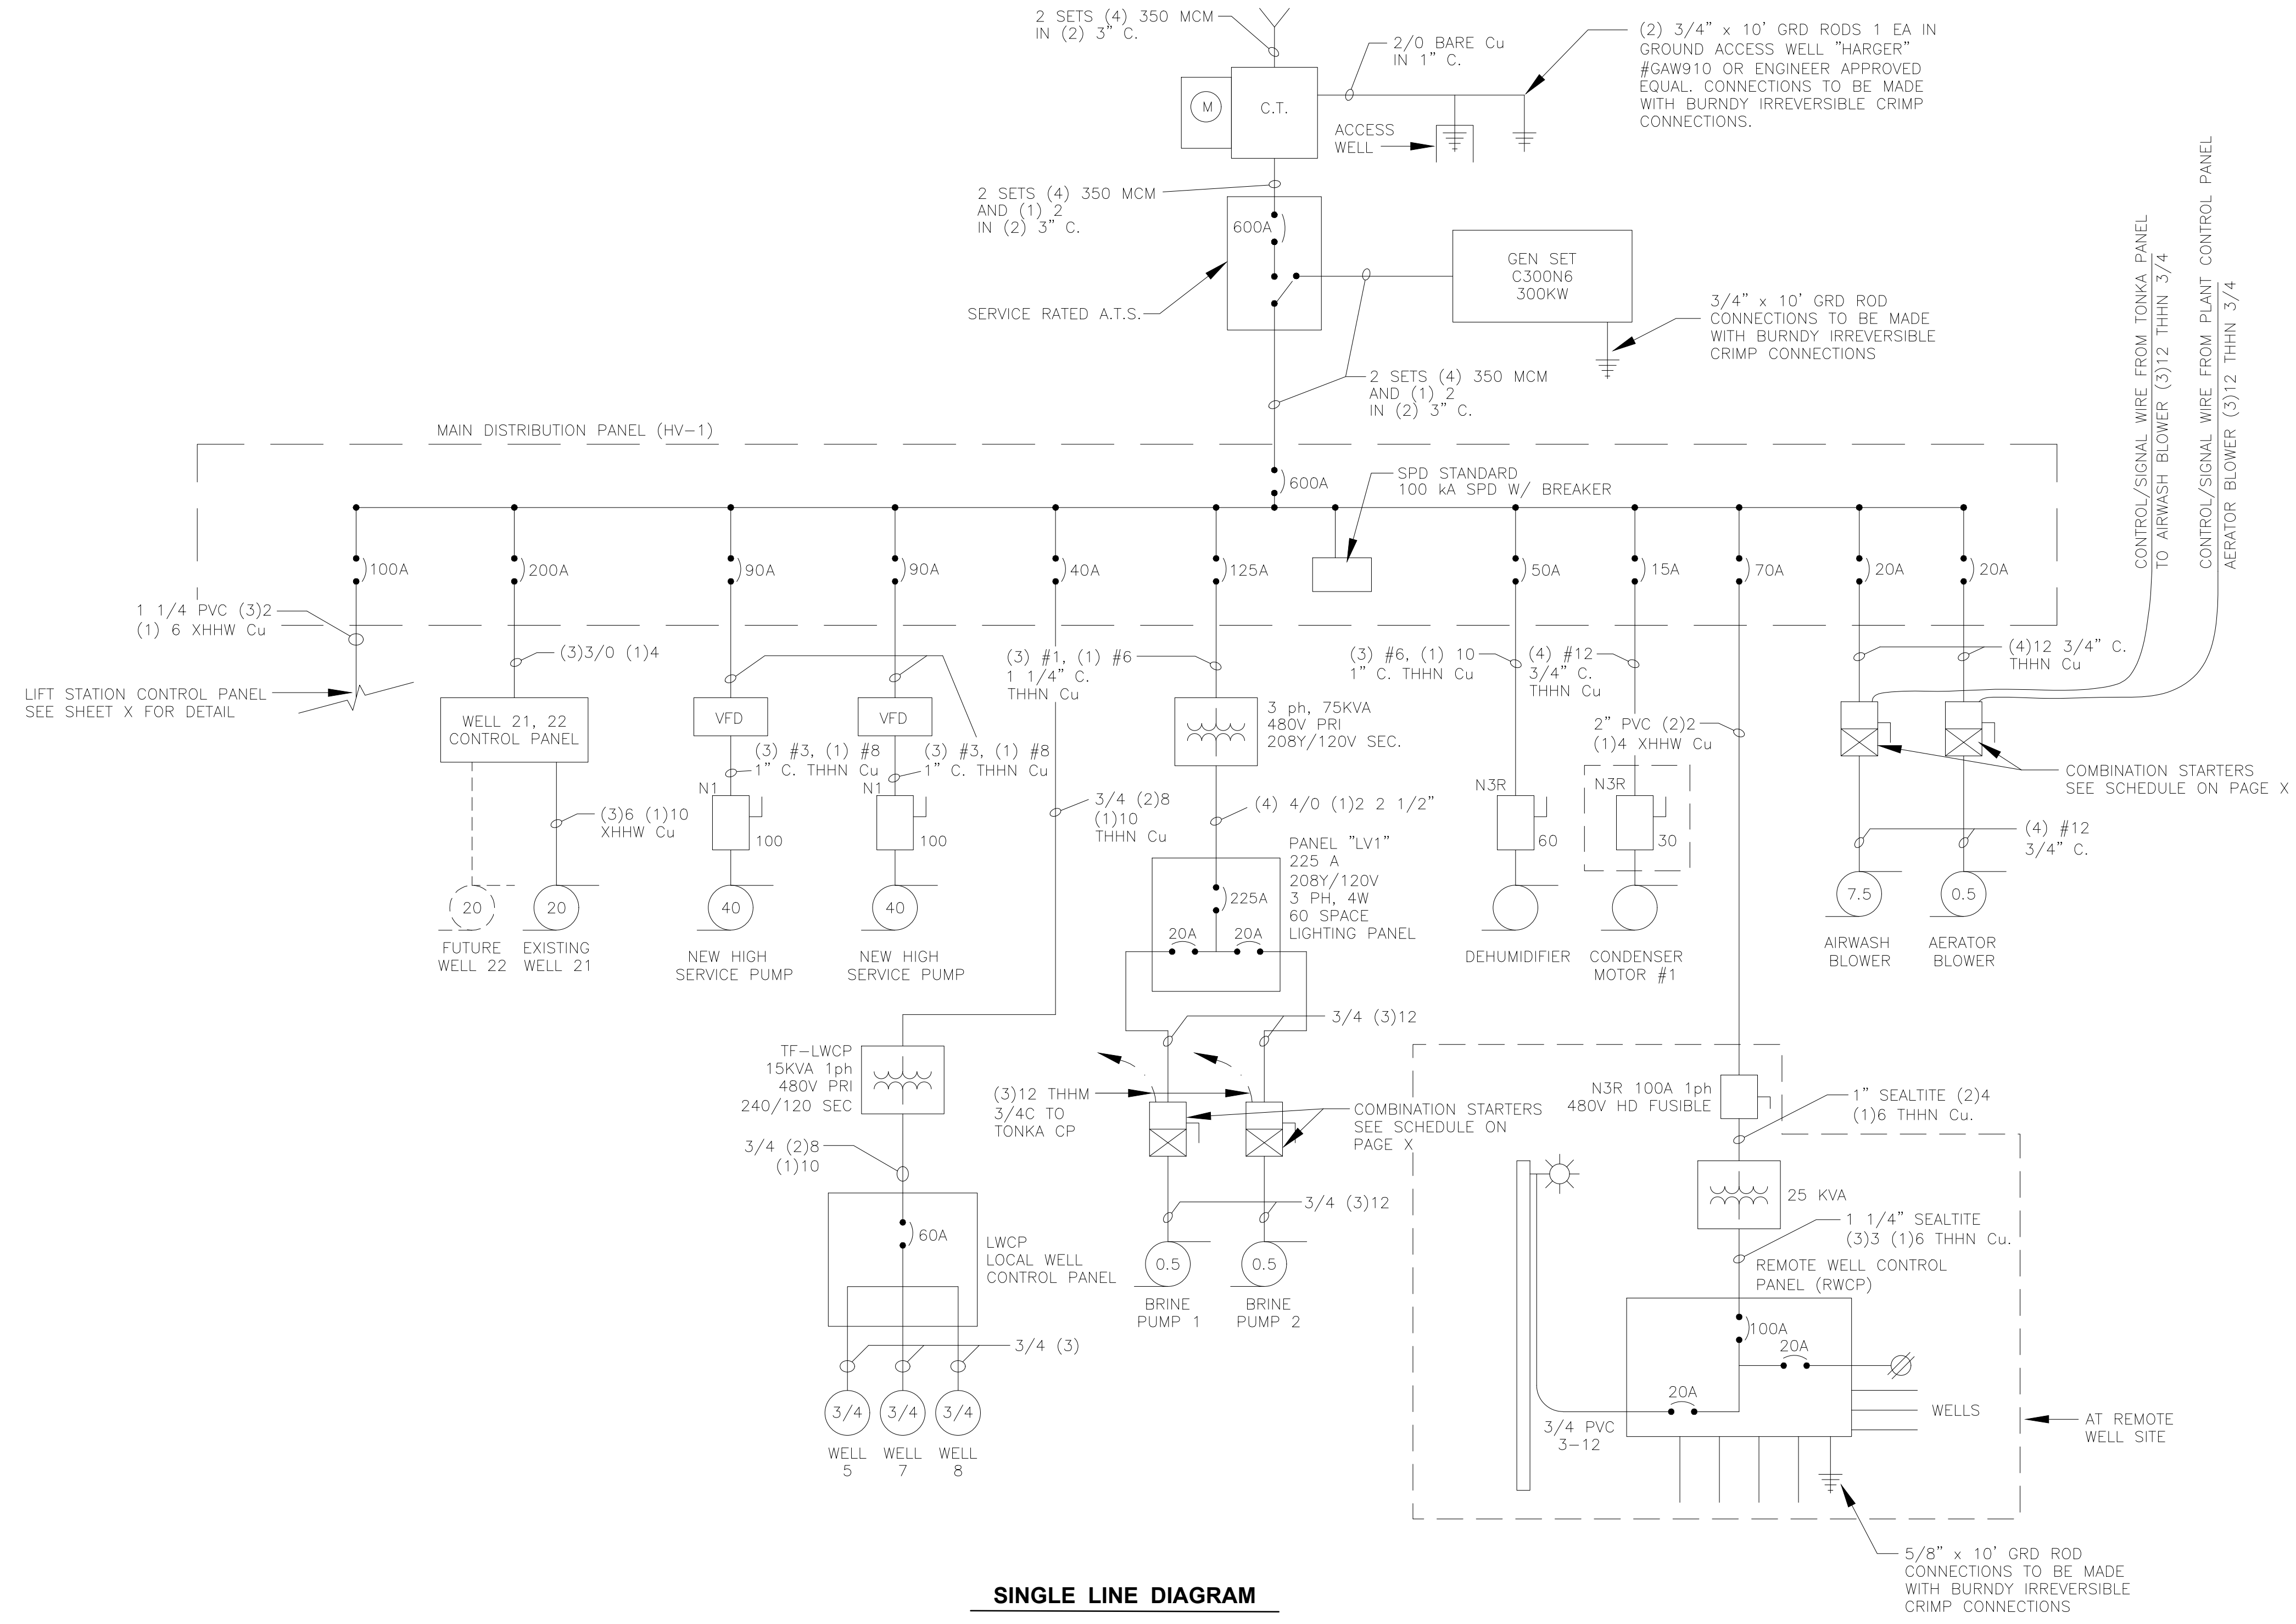 2 SETS (4) 350 MCM
IN (2) 3" C.
2/0 BARE Cu
IN 1" C.
(2) 3/4" x 10' GRD RODS 1 EA IN
GROUND ACCESS WELL "HARGER"
#GAW910 OR ENGINEER APPROVED
EQUAL. CONNECTIONS TO BE MADE
WITH BURNDY IRREVERSIBLE CRIMP
CONNECTIONS.
M
C.T.
ACCESS
WELL
2 SETS (4) 350 MCM
AND (1) 2
IN (2) 3" C.
600A
SERVICE RATED A.T.S.
GEN SET
C300N6
300KW
3/4" x 10' GRD ROD
CONNECTIONS TO BE MADE
WITH BURNDY IRREVERSIBLE
CRIMP CONNECTIONS
2 SETS (4) 350 MCM
AND (1) 2
IN (2) 3" C.
CONTROL/SIGNAL WIRE FROM TONKA PANEL
TO AIRWASH BLOWER (3)12 THHN 3/4
CONTROL/SIGNAL WIRE FROM PLANT CONTROL PANEL
AERATOR BLOWER (3)12 THHN 3/4
MAIN DISTRIBUTION PANEL (HV-1)
600A
SPD STANDARD
100 kA SPD W/ BREAKER
100A
200A
90A
90A
40A
125A
50A
15A
70A
20A
20A
1 1/4 PVC (3)2
(1) 6 XHHW Cu
LIFT STATION CONTROL PANEL
SEE SHEET X FOR DETAIL
(3)3/0 (1)4
WELL 21, 22
CONTROL PANEL
(3)6 (1)10
XHHW Cu
20
20
FUTURE
WELL 22
EXISTING
WELL 21
VFD
VFD
(3) #3, (1) #8
1" C. THHN Cu
(3) #3, (1) #8
1" C. THHN Cu
N1
100
N1
100
40
40
NEW HIGH
SERVICE PUMP
NEW HIGH
SERVICE PUMP
(3) #1, (1) #6
1 1/4" C.
THHN Cu
3 ph, 75KVA
480V PRI
208Y/120V SEC.
3/4 (2)8
(1)10
THHN Cu
(4) 4/0 (1)2 2 1/2"
PANEL "LV1"
225 A
208Y/120V
3 PH, 4W
60 SPACE
LIGHTING PANEL
225A
20A
20A
(3) #6, (1) 10
1" C. THHN Cu
(4) #12
3/4" C.
THHN Cu
2" PVC (2)2
(1)4 XHHW Cu
N3R
60
N3R
30
DEHUMIDIFIER
CONDENSER
MOTOR #1
(4)12 3/4" C.
THHN Cu
COMBINATION STARTERS
SEE SCHEDULE ON PAGE X
(4) #12
3/4" C.
7.5
0.5
AIRWASH
BLOWER
AERATOR
BLOWER
TF-LWCP
15KVA 1ph
480V PRI
240/120 SEC
3/4 (2)8
(1)10
60A
LWCP
LOCAL WELL
CONTROL PANEL
3/4 (3)
3/4
3/4
3/4
WELL
5
WELL
7
WELL
8
3/4 (3)12
(3)12 THHM
3/4C TO
TONKA CP
COMBINATION STARTERS
SEE SCHEDULE ON
PAGE X
3/4 (3)12
0.5
0.5
BRINE
PUMP 1
BRINE
PUMP 2
N3R 100A 1ph
480V HD FUSIBLE
1" SEALTITE (2)4
(1)6 THHN Cu.
25 KVA
1 1/4" SEALTITE
(3)3 (1)6 THHN Cu.
REMOTE WELL CONTROL
PANEL (RWCP)
100A
20A
20A
3/4 PVC
3-12
WELLS
AT REMOTE
WELL SITE
5/8" x 10' GRD ROD
CONNECTIONS TO BE MADE
WITH BURNDY IRREVERSIBLE
CRIMP CONNECTIONS
SINGLE LINE DIAGRAM